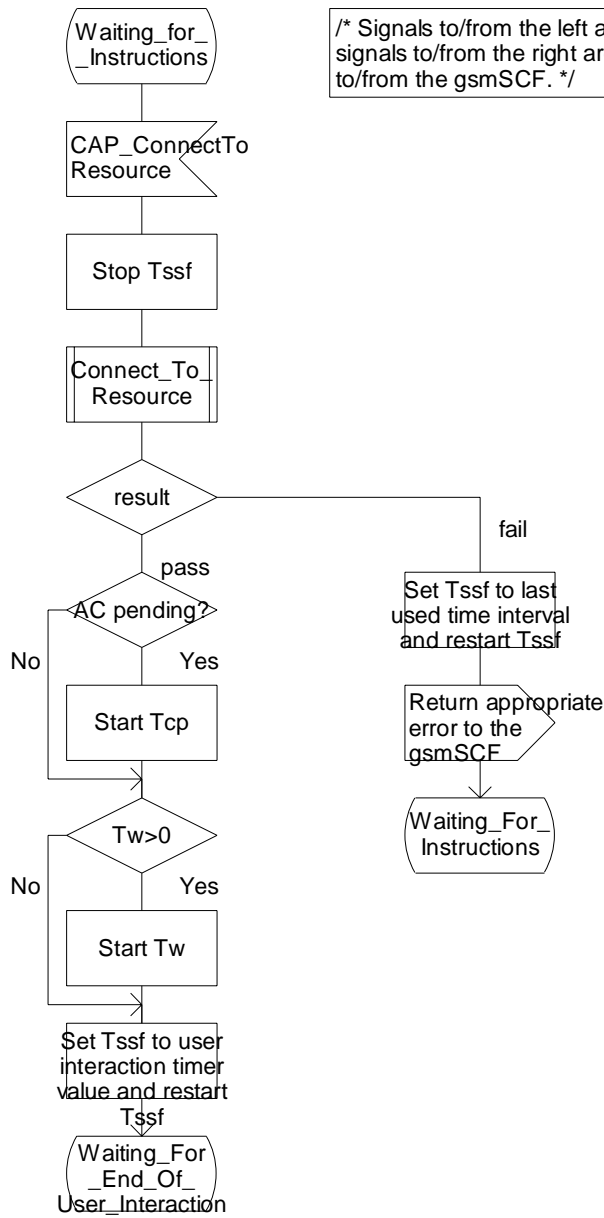 Waiting_for_
_Instructions
/* Signals to/from the left a
signals to/from the right ar
to/from the gsmSCF. */
CAP_ConnectTo
Resource
Stop Tssf
Connect_To_
Resource
result
fail
pass
Set Tssf to last
used time interval
and restart Tssf
AC pending?
No
Yes
Start Tcp
Return appropriate
error to the
gsmSCF
Waiting_For_
Instructions
Tw>0
No
Yes
Start Tw
Set Tssf to user
interaction timer
value and restart
Tssf
Waiting_For
_End_Of_
User_Interaction